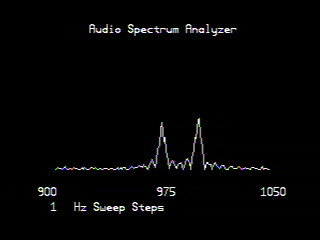 Audio Spectrum Analyzer
900 975 1050
1 Hz Sweep Steps